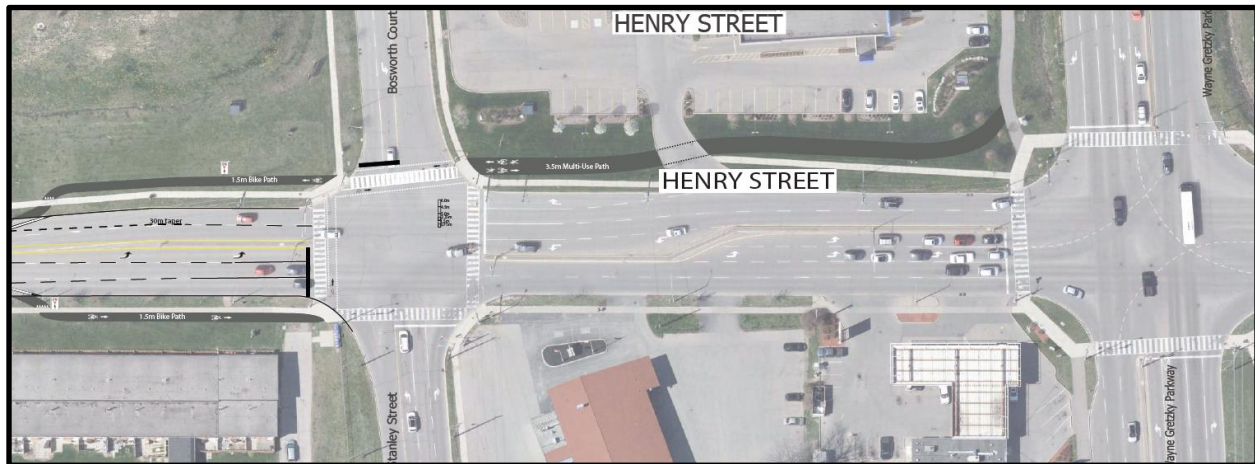 HENRY STREET
Bosworth Court
Wayne Gretzky Park
1.5m Bike Path
3.5m Multi-Use Path
HENRY STREET
30m taper
1.5m Bike Path
Stanley Street
Wayne Gretzky Parkway